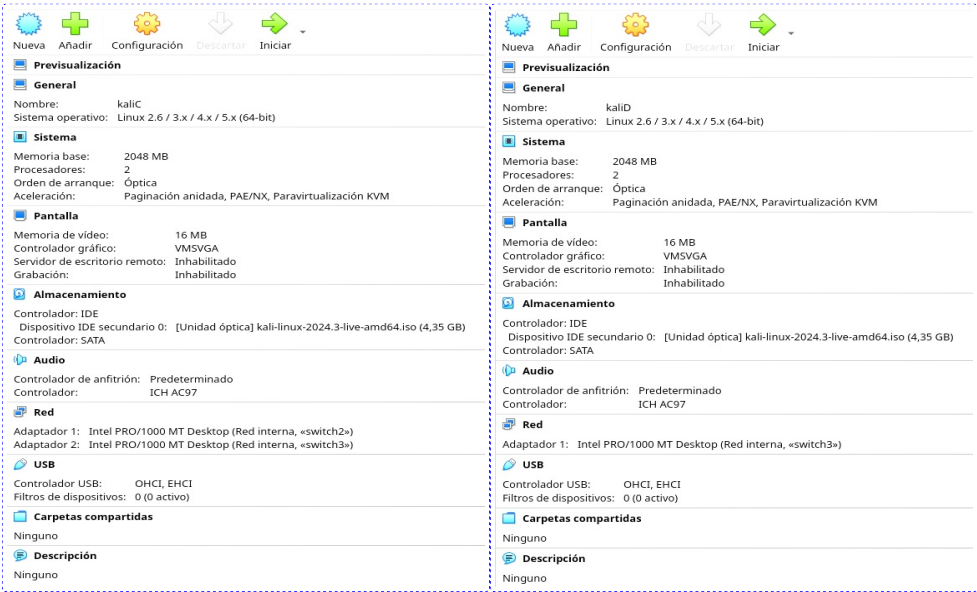 Nueva Añadir Configuración Descartar Iniciar
Previsualización
General
Nombre: kaliC
Sistema operativo: Linux 2.6 / 3.x / 4.x / 5.x (64-bit)
Sistema
Memoria base: 2048 MB
Procesadores: 2
Orden de arranque: Óptica
Aceleración: Paginación anidada, PAE/NX, Paravirtualización KVM
Pantalla
Memoria de vídeo: 16 MB
Controlador gráfico: VMSVGA
Servidor de escritorio remoto: Inhabilitado
Grabación: Inhabilitado
Almacenamiento
Controlador: IDE
Dispositivo IDE secundario 0: [Unidad óptica] kali-linux-2024.3-live-amd64.iso (4,35 GB)
Controlador: SATA
Audio
Controlador de anfitrión: Predeterminado
Controlador: ICH AC97
Red
Adaptador 1: Intel PRO/1000 MT Desktop (Red interna, «switch2»)
Adaptador 2: Intel PRO/1000 MT Desktop (Red interna, «switch3»)
USB
Controlador USB: OHCI, EHCI
Filtros de dispositivos: 0 (0 activo)
Carpetas compartidas
Ninguno
Descripción
Ninguno
Nueva Añadir Configuración Descartar Iniciar
Previsualización
General
Nombre: kaliD
Sistema operativo: Linux 2.6 / 3.x / 4.x / 5.x (64-bit)
Sistema
Memoria base: 2048 MB
Procesadores: 2
Orden de arranque: Óptica
Aceleración: Paginación anidada, PAE/NX, Paravirtualización KVM
Pantalla
Memoria de vídeo: 16 MB
Controlador gráfico: VMSVGA
Servidor de escritorio remoto: Inhabilitado
Grabación: Inhabilitado
Almacenamiento
Controlador: IDE
Dispositivo IDE secundario 0: [Unidad óptica] kali-linux-2024.3-live-amd64.iso (4,35 GB)
Controlador: SATA
Audio
Controlador de anfitrión: Predeterminado
Controlador: ICH AC97
Red
Adaptador 1: Intel PRO/1000 MT Desktop (Red interna, «switch3»)
USB
Controlador USB: OHCI, EHCI
Filtros de dispositivos: 0 (0 activo)
Carpetas compartidas
Ninguno
Descripción
Ninguno